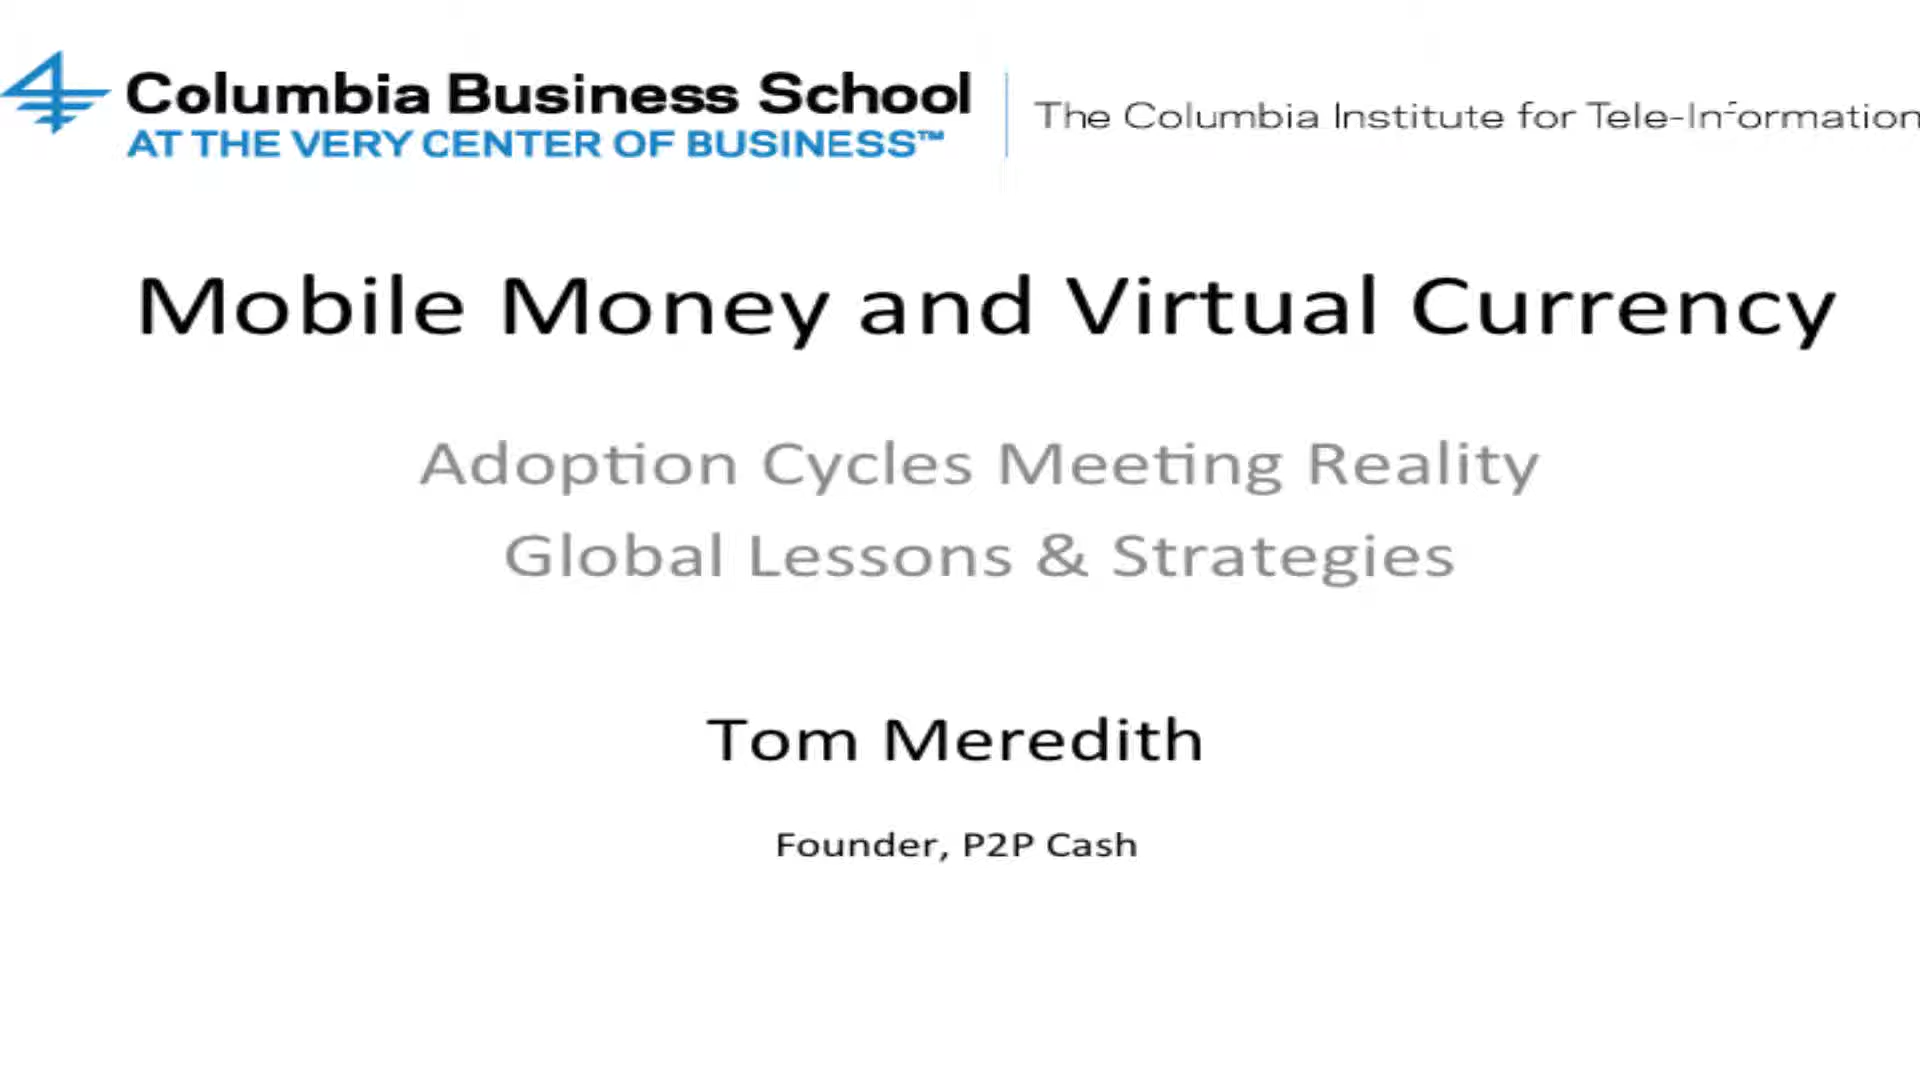 Columbia Business School
AT THE VERY CENTER OF BUSINESS™
The Columbia Institute for Tele-Information
Mobile Money and Virtual Currency
Adoption Cycles Meeting Reality
Global Lessons & Strategies
Tom Meredith
Founder, P2P Cash